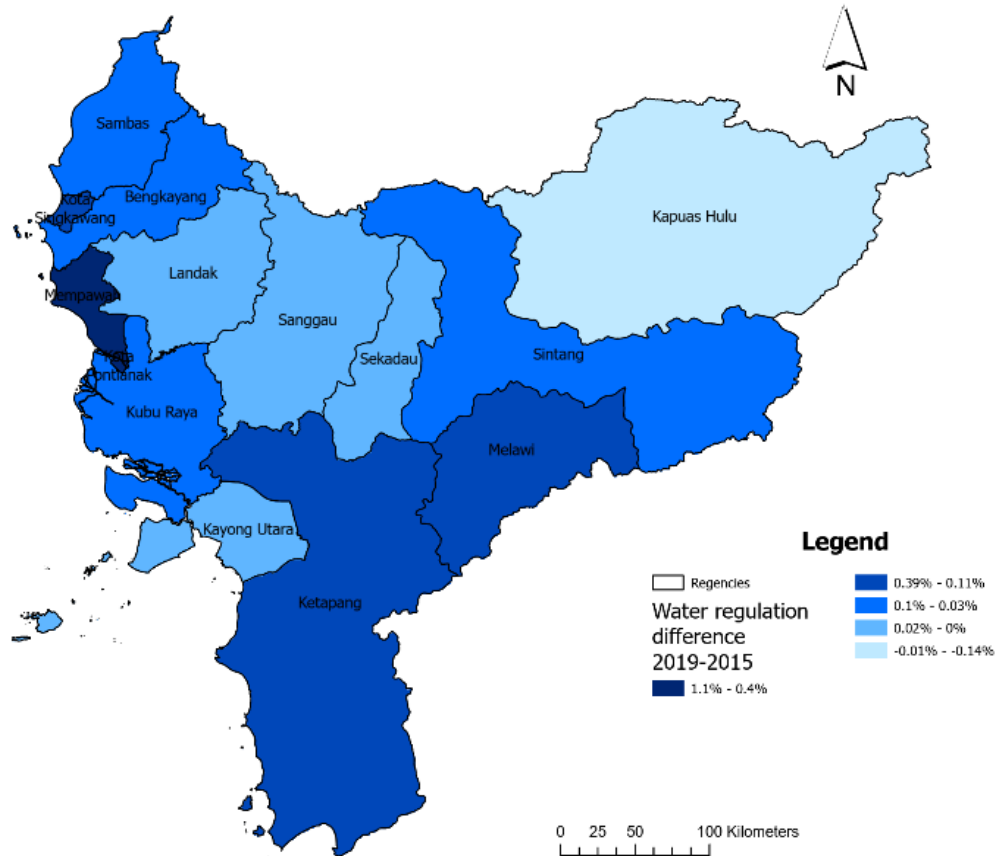 N
Sambas
Kota
Singkawang
Bengkayang
Kapuas Hulu
Landak
Mempawah
Sanggau
Sekadau
Sintang
Kota
Pontianak
Kubu Raya
Melawi
Kayong Utara
Ketapang
Legend
Regencies
Water regulation
difference
2019-2015
1.1% - 0.4%
0.39% - 0.11%
0.1% - 0.03%
0.02% - 0%
-0.01% - -0.14%
0 25 50 100 Kilometers